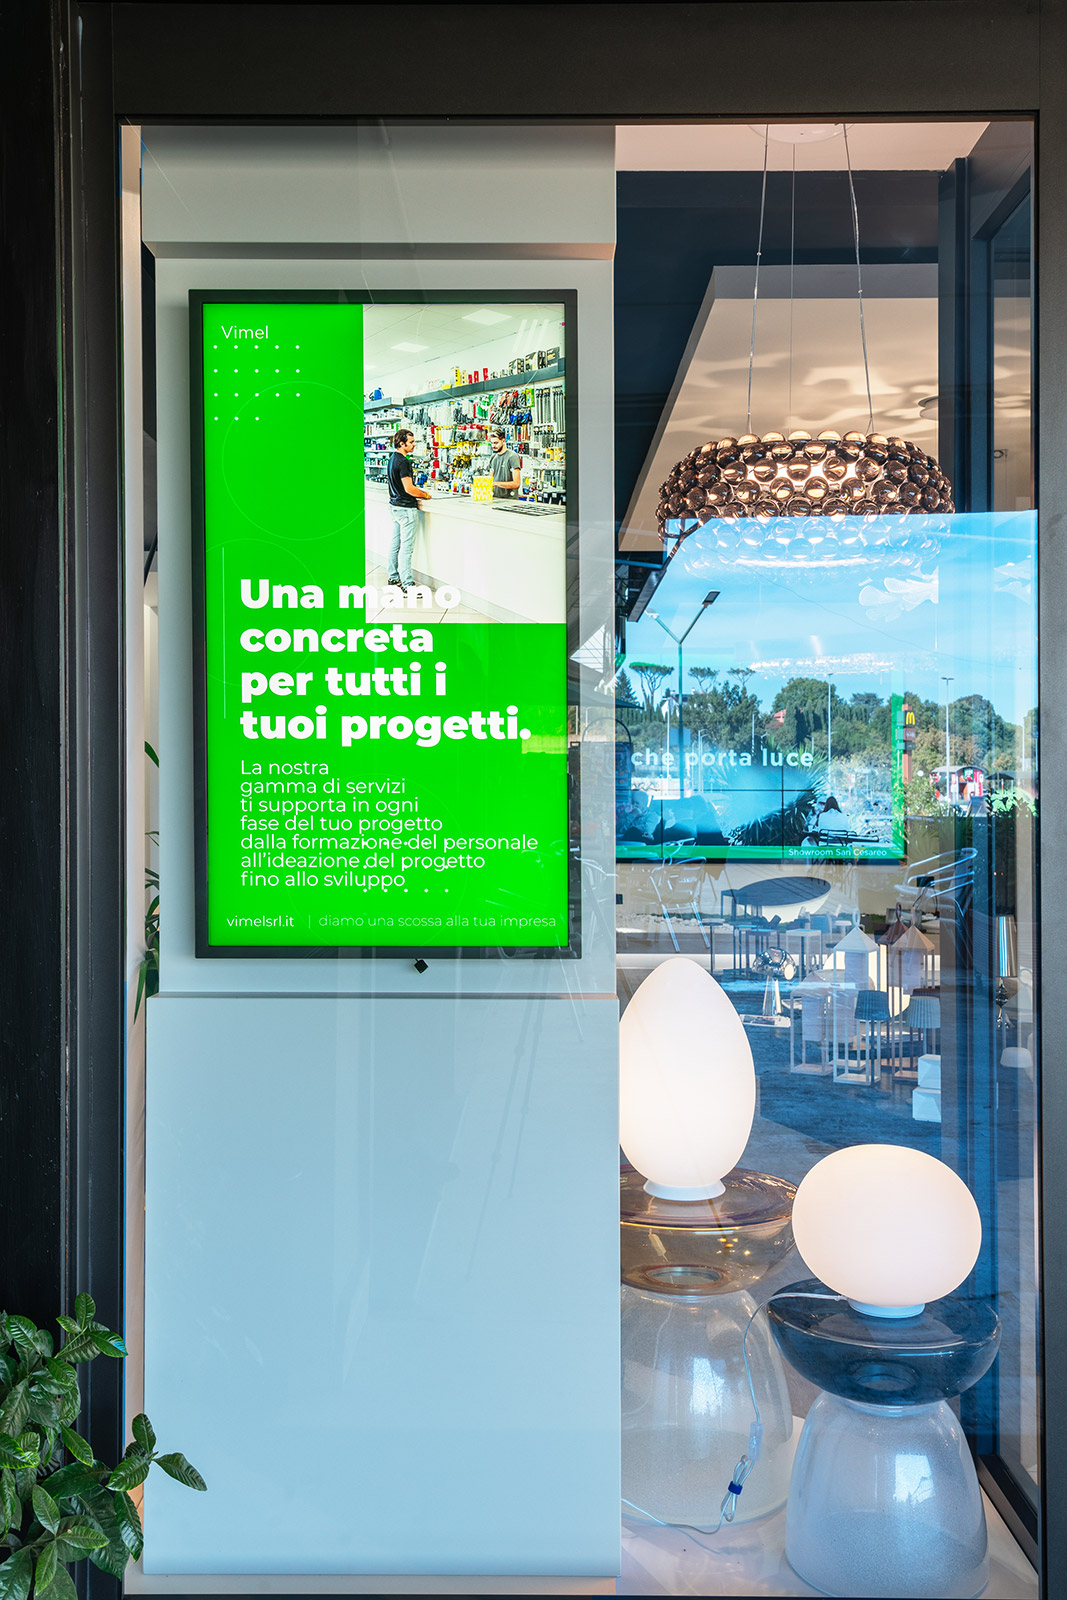 Vimel
Una mano
concreta
per tutti i
tuoi progetti.
La nostra
gamma di servizi
ti supporta in ogni
fase del tuo progetto
dalla formazione del personale
all'ideazione del progetto
fino allo sviluppo
vimelsrl.it | diamo una scossa alla tua impresa
che porta luce
Showroom San Cesareo